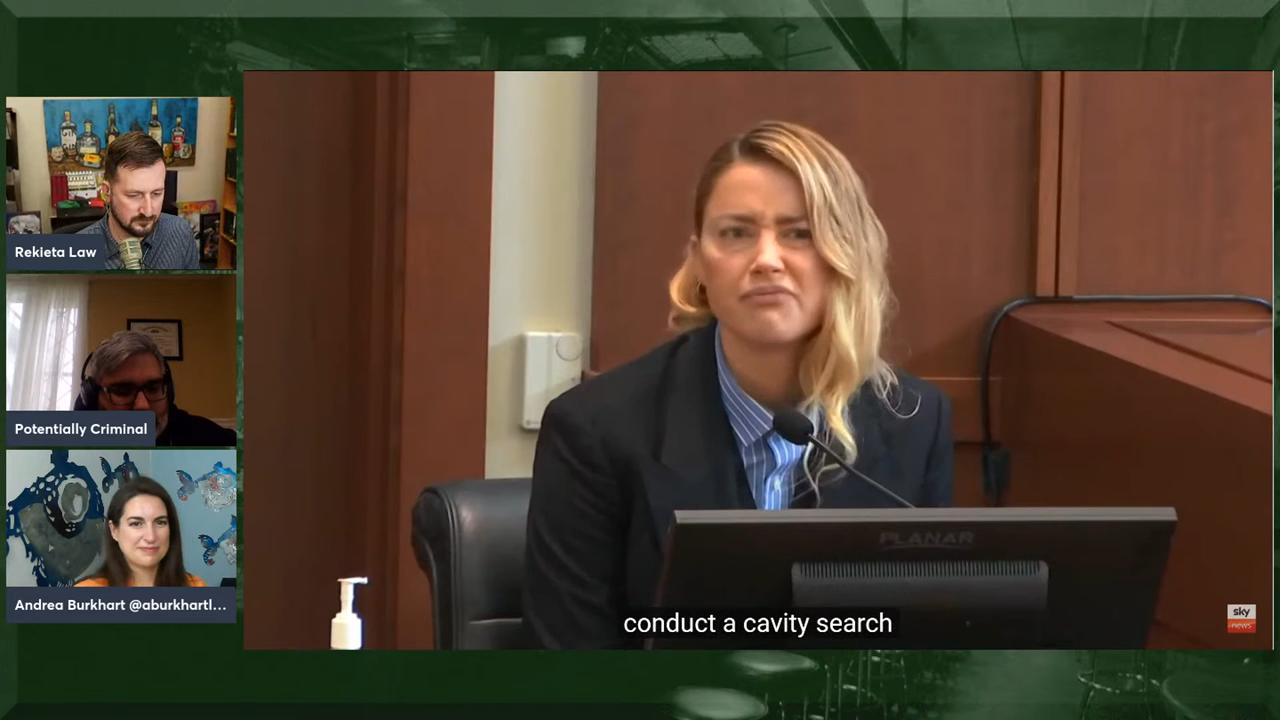 Rekieta Law
Potentially Criminal
Andrea Burkhart @aburkhartl...
PLANAR
conduct a cavity search
sky
news